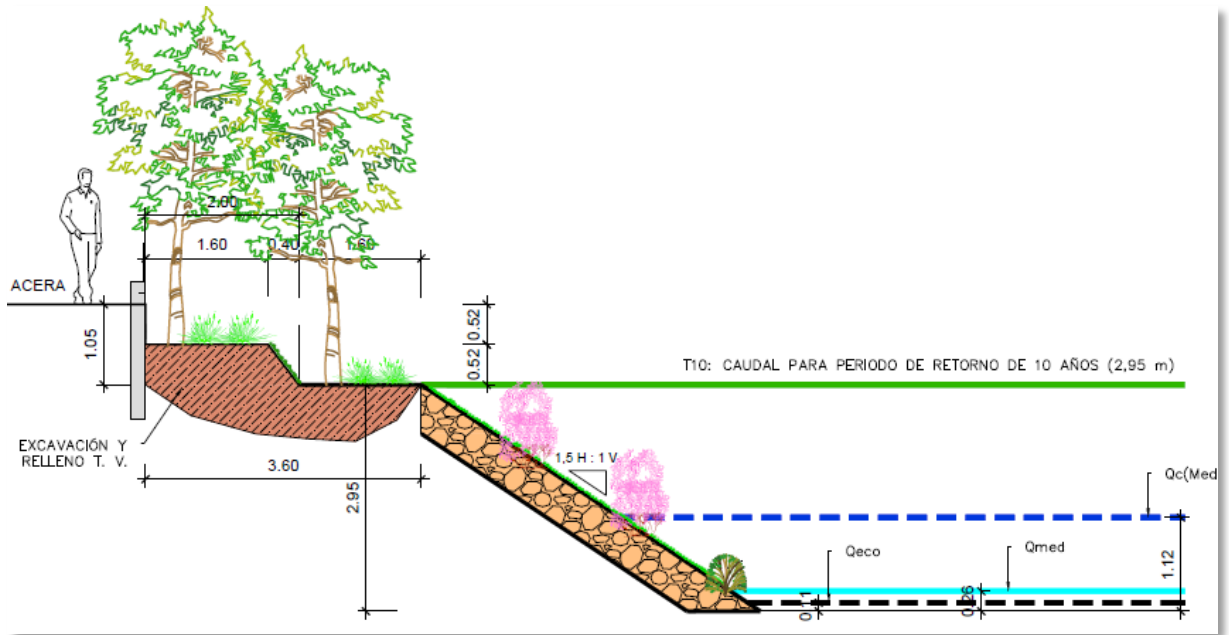 2.00
1.60
0.40
1.60
ACERA
1.05
0.52
0.52
T10: CAUDAL PARA PERIODO DE RETORNO DE 10 AÑOS (2,95 m)
EXCAVACIÓN Y
RELLENO T. V.
3.60
2.95
1,5 H : 1 V
Qc(Med
Qeco
Qmed
1.12
0.11
0.26